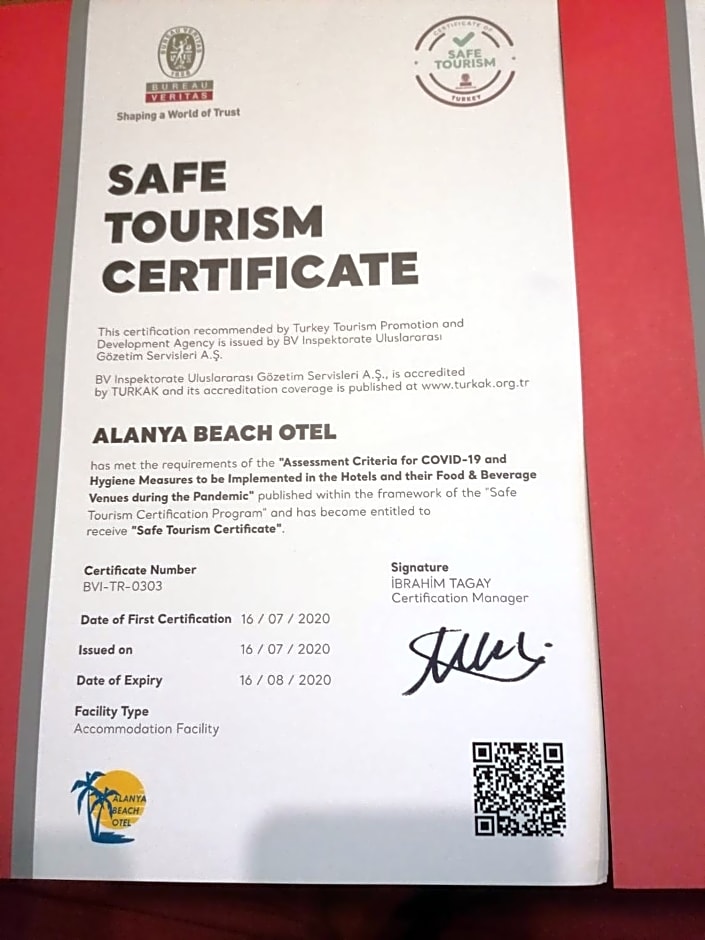 BUREAU VERITAS
1828
BUREAU
VERITAS
Shaping a World of Trust
CERTIFICATE OF
SAFE
TOURISM
TURKEY
SAFE
TOURISM
CERTIFICATE
This certification recommended by Turkey Tourism Promotion and
Development Agency is issued by BV Inspektorate Uluslararası
Gözetim Servisleri A.Ş.
BV Inspektorate Uluslararası Gözetim Servisleri A.Ş., is accredited
by TURKAK and its accreditation coverage is published at www.turkak.org.tr
ALANYA BEACH OTEL
has met the requirements of the "Assessment Criteria for COVID-19 and
Hygiene Measures to be Implemented in the Hotels and their Food & Beverage
Venues during the Pandemic" published within the framework of the "Safe
Tourism Certification Program" and has become entitled to
receive "Safe Tourism Certificate".
Certificate Number
BVI-TR-0303
Signature
İBRAHİM TAGAY
Certification Manager
Date of First Certification 16 / 07 / 2020
Issued on 16 / 07 / 2020
Date of Expiry 16 / 08 / 2020
Facility Type
Accommodation Facility
ALANYA
BEACH
OTEL